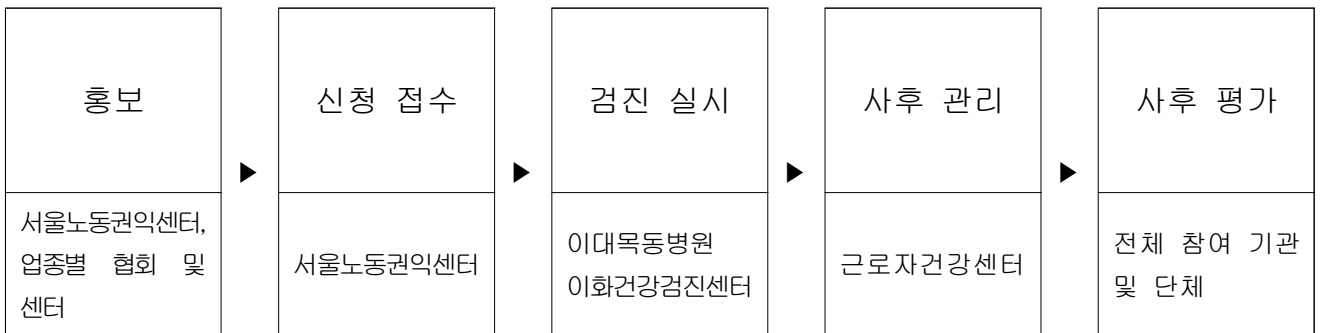 홍보
신청 접수
검진 실시
사후 관리
사후 평가
▶
▶
▶
▶
서울노동권익센터,
업종별 협회 및
센터
서울노동권익센터
이대목동병원
이화건강검진센터
근로자건강센터
전체 참여 기관
및 단체